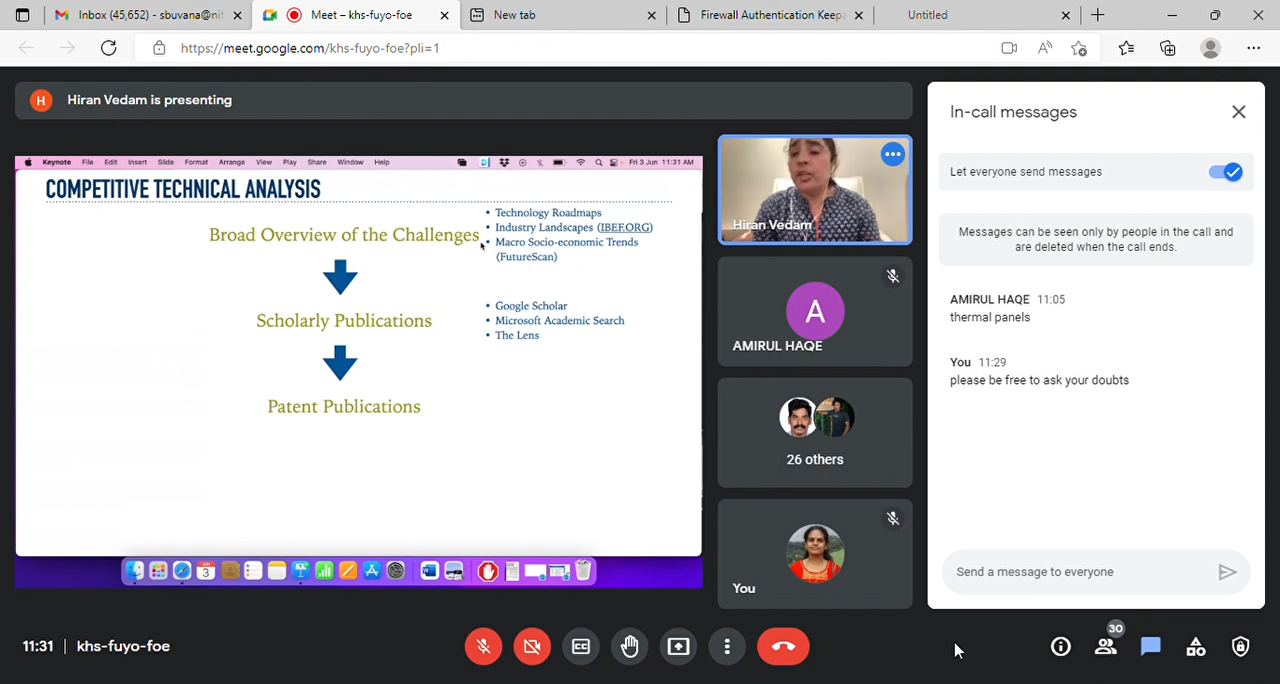 Inbox (45,652) - sbuvana@nit
Meet – khs-fuyo-foe
New tab
Firewall Authentication Keepa
Untitled
https://meet.google.com/khs-fuyo-foe?pli=1
H
Hiran Vedam is presenting
Keynote File Edit Insert Slide Format Arrange View Play Share Window Help Fri 3 Jun 11:31 AM
COMPETITIVE TECHNICAL ANALYSIS
Broad Overview of the Challenges
• Technology Roadmaps
• Industry Landscapes (IBEF.ORG)
• Macro Socio-economic Trends
(FutureScan)
Scholarly Publications
• Google Scholar
• Microsoft Academic Search
• The Lens
Patent Publications
Hiran Vedam
A
AMIRUL HAQE
26 others
You
In-call messages
Let everyone send messages
Messages can be seen only by people in the call and
are deleted when the call ends.
AMIRUL HAQE 11:05
thermal panels
You 11:29
please be free to ask your doubts
Send a message to everyone
11:31 | khs-fuyo-foe
30